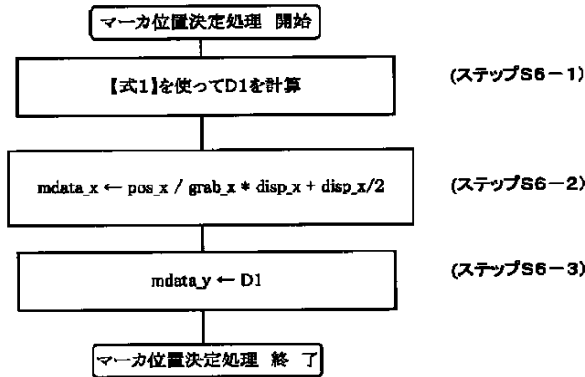 マーカ位置決定処理 開始
【式1】を使ってD1を計算
(ステップS6-1)
mdata_x ← pos_x / grab_x * disp_x + disp_x/2
(ステップS6-2)
mdata_y ← D1
(ステップS6-3)
マーカ位置決定処理 終 了